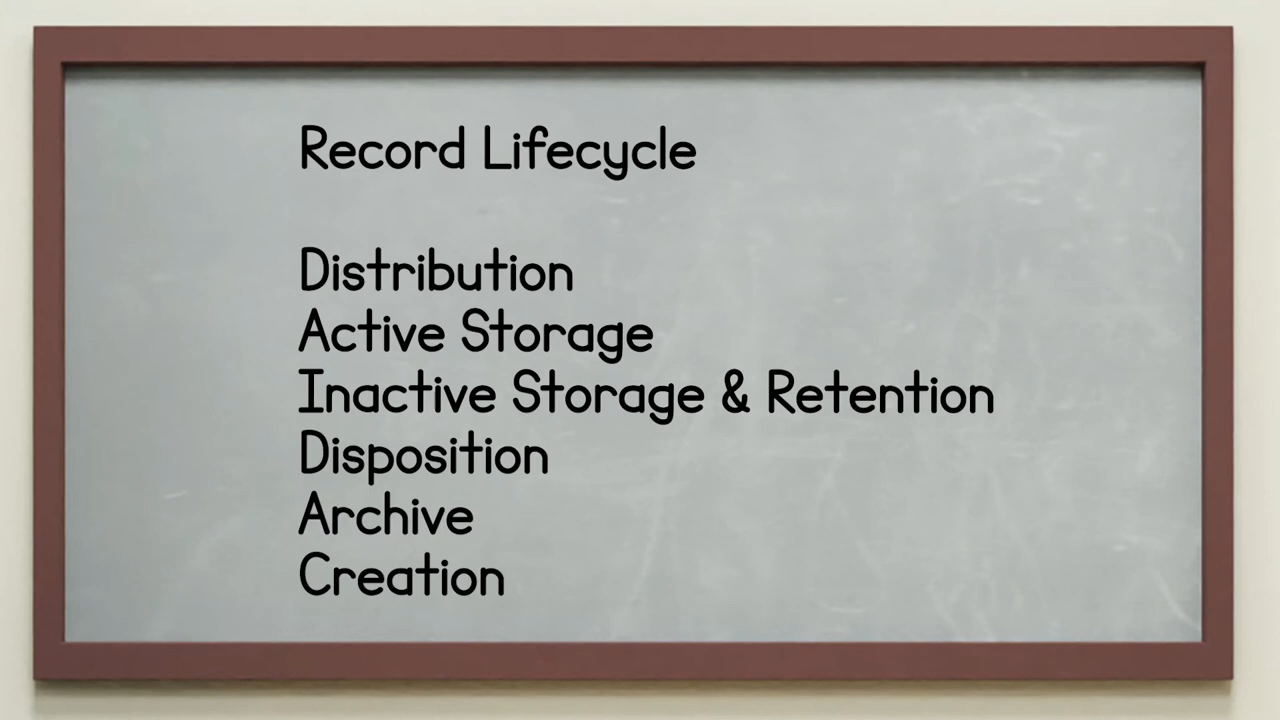 Record Lifecycle
Distribution
Active Storage
Inactive Storage & Retention
Disposition
Archive
Creation